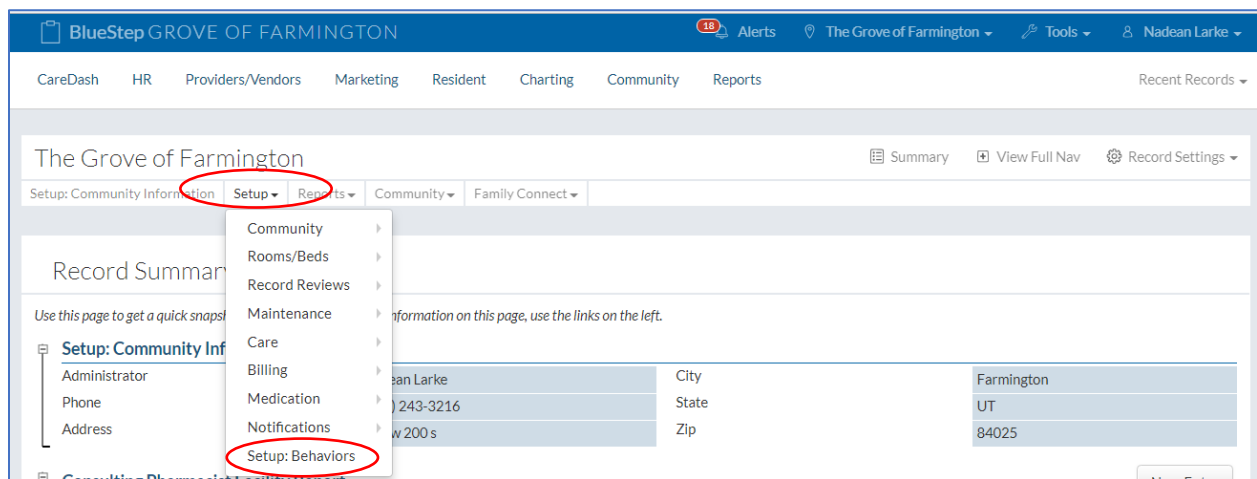 BlueStep GROVE OF FARMINGTON 18 Alerts The Grove of Farmington Tools Nadean Larke
CareDash HR Providers/Vendors Marketing Resident Charting Community Reports Recent Records
The Grove of Farmington Summary View Full Nav Record Settings
Setup: Community Information Setup Reports Community Family Connect
Community
Rooms/Beds
Record Summary
Record Reviews
Use this page to get a quick information on this page, use the links on the left.
Maintenance
Setup: Community
Care
Administrator Larke City Farmington
Billing
Phone 243-3216 State UT
Medication
Address 200 s Zip 84025
Notifications
Setup: Behaviors